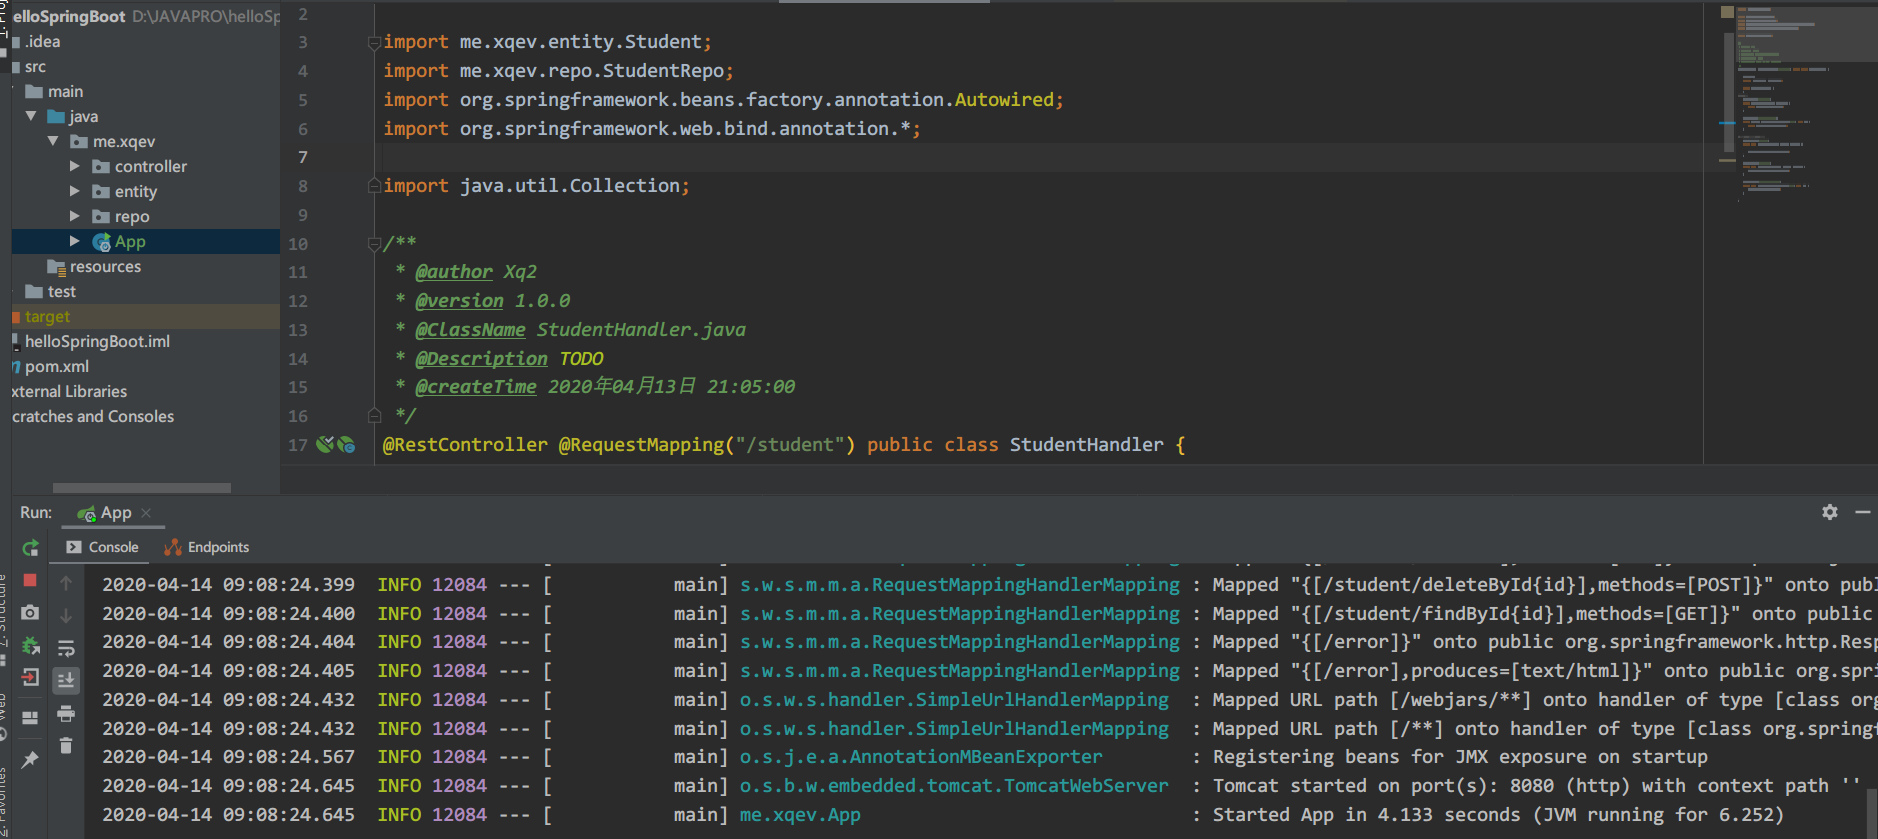 elloSpringBoot D:\JAVAPRO\helloSp
.idea
src
main
java
me.xqev
controller
entity
repo
App
resources
test
target
helloSpringBoot.iml
pom.xml
xternal Libraries
cratches and Consoles
2
3 import me.xqev.entity.Student;
4 import me.xqev.repo.StudentRepo;
5 import org.springframework.beans.factory.annotation.Autowired;
6 import org.springframework.web.bind.annotation.*;
7
8 import java.util.Collection;
9
10 /**
11 * @author Xq2
12 * @version 1.0.0
13 * @ClassName StudentHandler.java
14 * @Description TODO
15 * @createTime 2020年04月13日 21:05:00
16 */
17 @RestController @RequestMapping("/student") public class StudentHandler {
Run: App
Console Endpoints
2020-04-14 09:08:24.399 INFO 12084 --- [ main] s.w.s.m.m.a.RequestMappingHandlerMapping : Mapped "{[/student/deleteById{id}],methods=[POST]}" onto publ
2020-04-14 09:08:24.400 INFO 12084 --- [ main] s.w.s.m.m.a.RequestMappingHandlerMapping : Mapped "{[/student/findById{id}],methods=[GET]}" onto public
2020-04-14 09:08:24.404 INFO 12084 --- [ main] s.w.s.m.m.a.RequestMappingHandlerMapping : Mapped "{[/error]}" onto public org.springframework.http.Resp
2020-04-14 09:08:24.405 INFO 12084 --- [ main] s.w.s.m.m.a.RequestMappingHandlerMapping : Mapped "{[/error],produces=[text/html]}" onto public org.spri
2020-04-14 09:08:24.432 INFO 12084 --- [ main] o.s.w.s.handler.SimpleUrlHandlerMapping : Mapped URL path [/webjars/**] onto handler of type [class org
2020-04-14 09:08:24.432 INFO 12084 --- [ main] o.s.w.s.handler.SimpleUrlHandlerMapping : Mapped URL path [/**] onto handler of type [class org.springf
2020-04-14 09:08:24.567 INFO 12084 --- [ main] o.s.j.e.a.AnnotationMBeanExporter : Registering beans for JMX exposure on startup
2020-04-14 09:08:24.645 INFO 12084 --- [ main] o.s.b.w.embedded.tomcat.TomcatWebServer : Tomcat started on port(s): 8080 (http) with context path ''
2020-04-14 09:08:24.645 INFO 12084 --- [ main] me.xqev.App : Started App in 4.133 seconds (JVM running for 6.252)